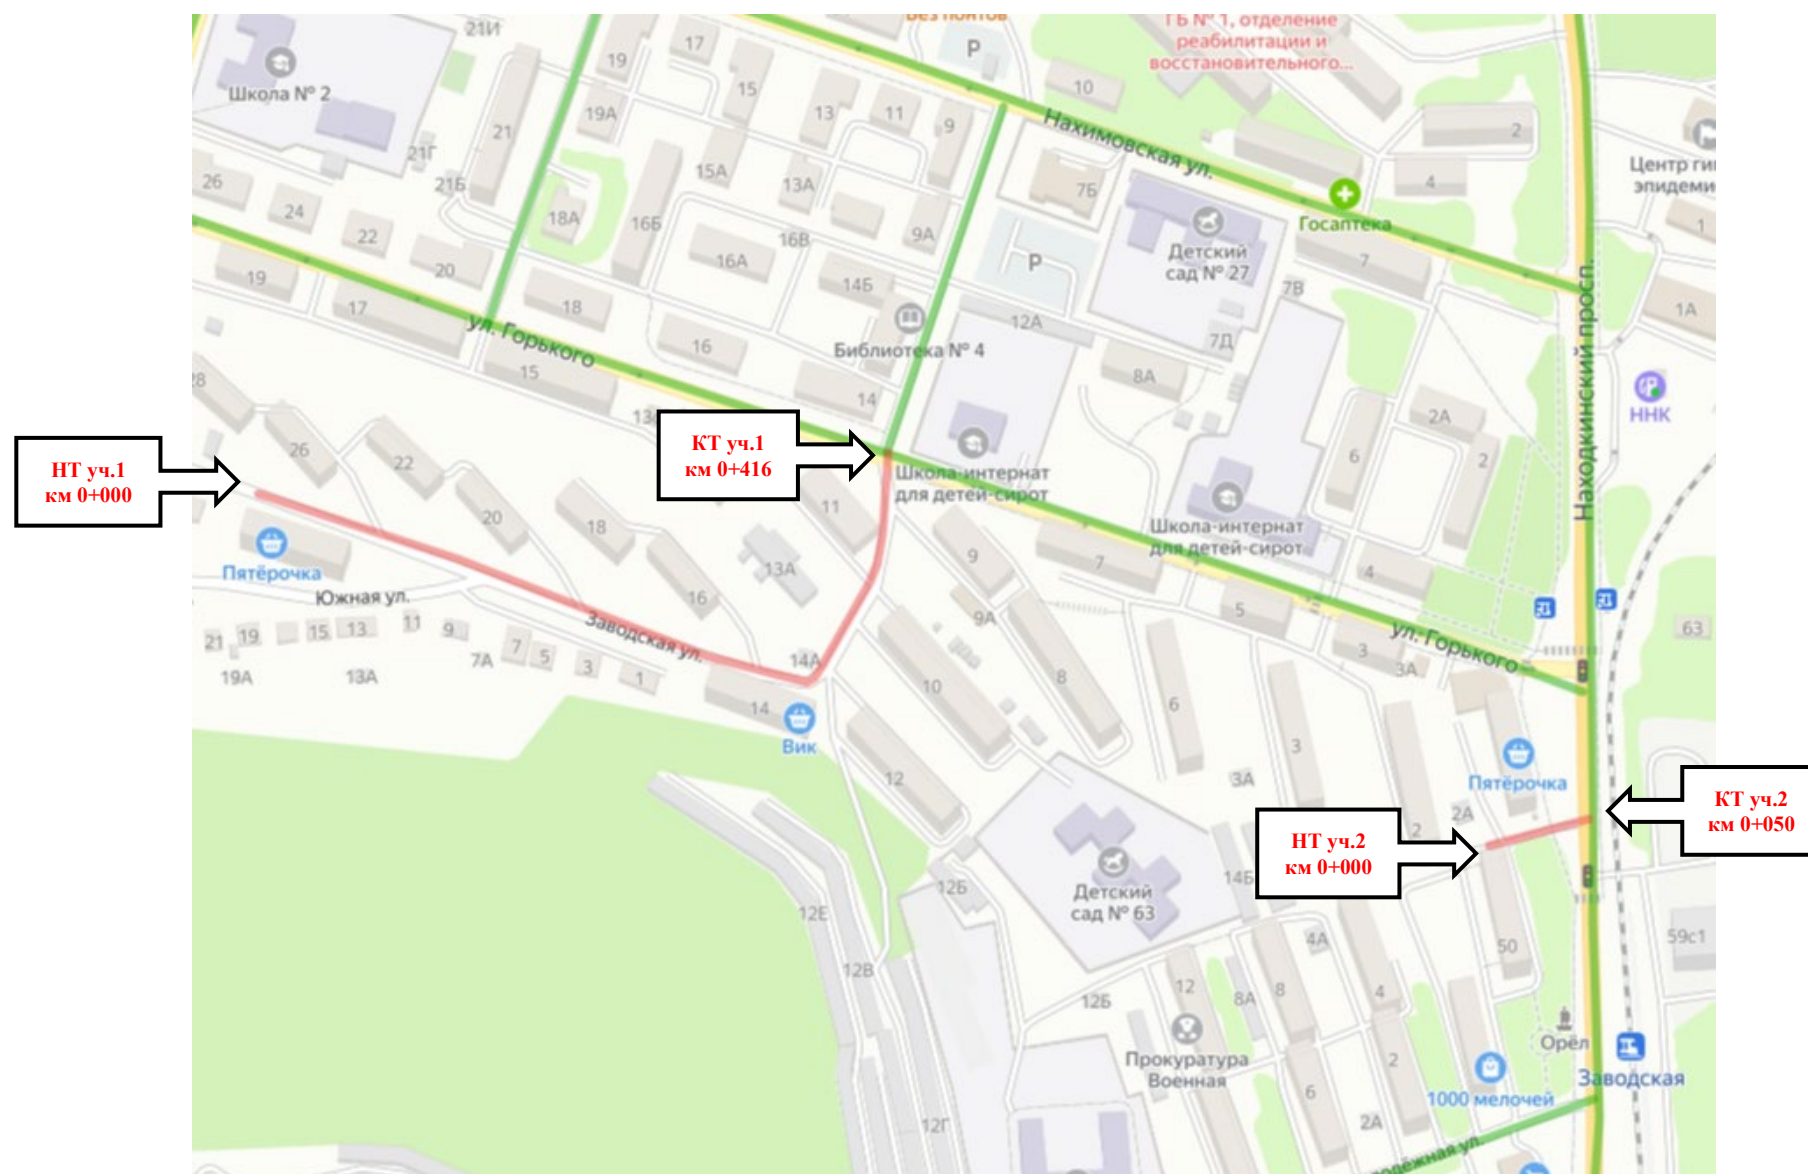 Без понтов
ГБ № 1, отделение
реабилитации и
восстановительного...
21И
17
19
P
Школа № 2
15
10
19А
13
11
9
21
2
Нахимовская ул.
21Г
Центр ги
эпидеми
26
21Б
15А
13А
7Б
4
24
18А
16Б
Госаптека
1
22
16В
9А
Детский
сад № 27
20
16А
P
7
19
14Б
7В
17
18
12А
1А
Находкинский просп.
ул. Горького
16
Библиотека № 4
7Д
15
8А
28
14
ННК
2А
26
22
КТ уч.1
км 0+416
6
2
НТ уч.1
км 0+000
Школа-интернат
для детей-сирот
20
18
11
Школа-интернат
для детей-сирот
9
7
13А
Пятёрочка
4
Южная ул.
16
9А
5
21
19
15
13
11
9
Заводская ул.
ул. Горького
63
7
5
7А
3
1
14А
3
3А
19А
13А
10
8
6
14
Вик
3
12
3А
Пятёрочка
КТ уч.2
км 0+050
2А
2
НТ уч.2
км 0+000
12Б
Детский
сад № 63
14Б
12Е
50
4А
59с1
12В
12
8А
8
4
12Б
Орёл
Прокуратура
Военная
2
6
1000 мелочей
Заводская
12Г
2А